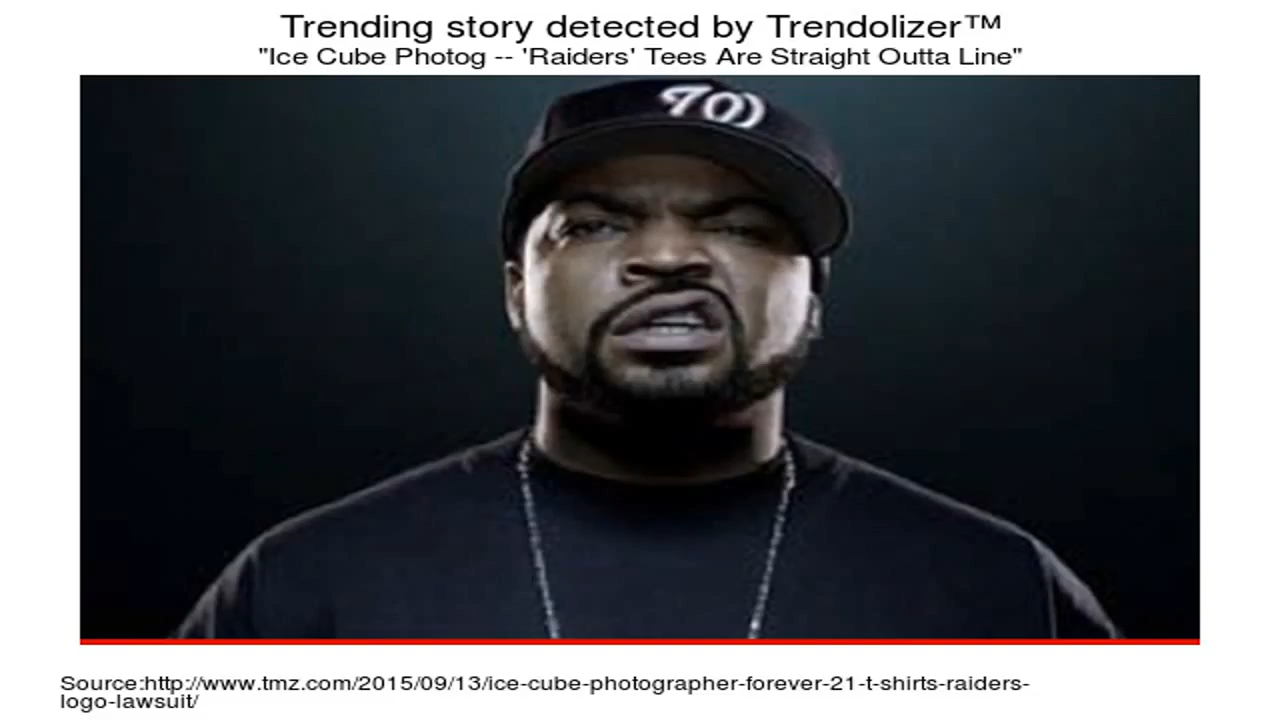 Trending story detected by Trendolizer™
"Ice Cube Photog -- 'Raiders' Tees Are Straight Outta Line"
Source:http://www.tmz.com/2015/09/13/ice-cube-photographer-forever-21-t-shirts-raiders-
logo-lawsuit/